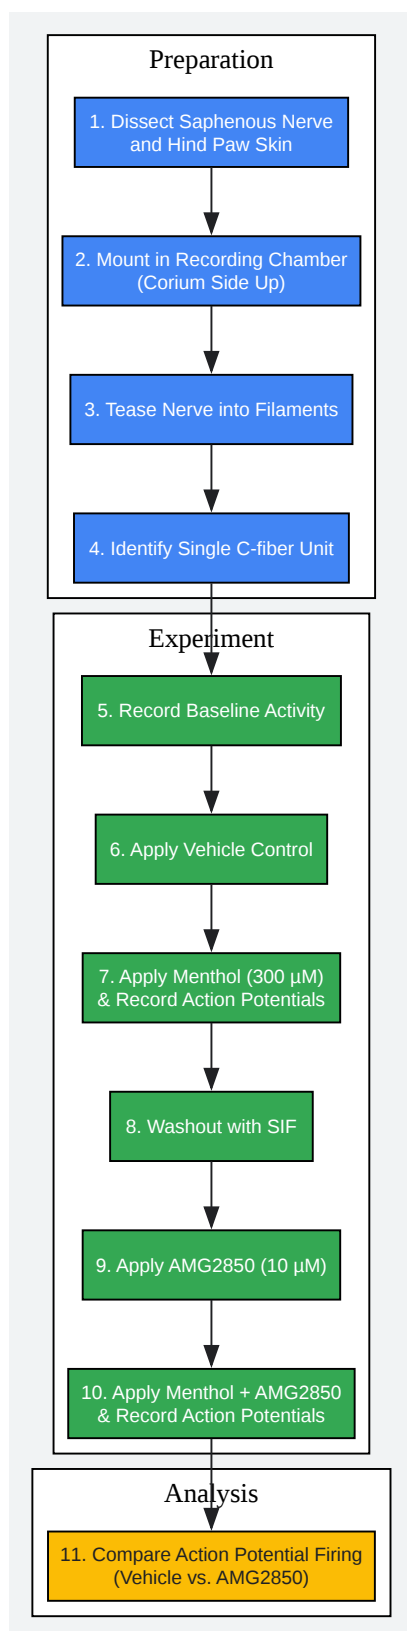 Preparation
1. Dissect Saphenous Nerve
and Hind Paw Skin
2. Mount in Recording Chamber
(Corium Side Up)
3. Tease Nerve into Filaments
4. Identify Single C-fiber Unit
Experiment
5. Record Baseline Activity
6. Apply Vehicle Control
7. Apply Menthol (300 µM)
& Record Action Potentials
8. Washout with SIF
9. Apply AMG2850 (10 µM)
10. Apply Menthol + AMG2850
& Record Action Potentials
Analysis
11. Compare Action Potential Firing
(Vehicle vs. AMG2850)